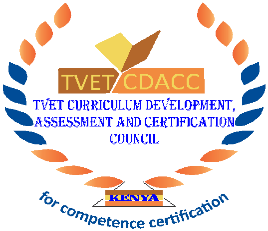 TVET CDACC
TVET CURRICULUM DEVELOPMENT,
ASSESSMENT AND CERTIFICATION
COUNCIL
KENYA
for competence certification